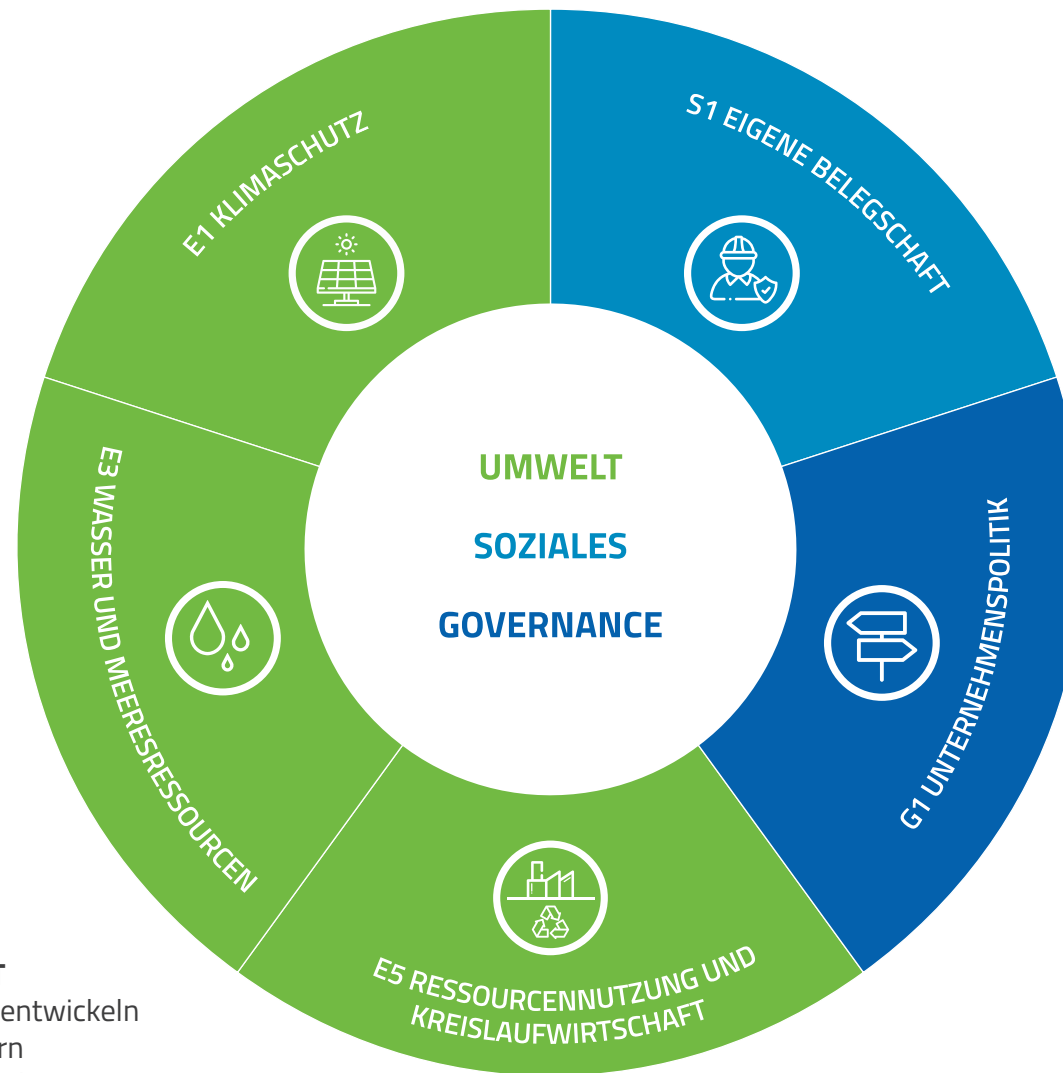 E1 KLIMASCHUTZ
S1 EIGENE BELEGSCHAFT
UMWELT
SOZIALES
GOVERNANCE
E3 WASSER UND MEERESRESSOURCEN
G1 UNTERNEHMENSPOLITIK
E5 RESSOURCENNUTZUNG UND
KREISLAUFWIRTSCHAFT
entwickeln